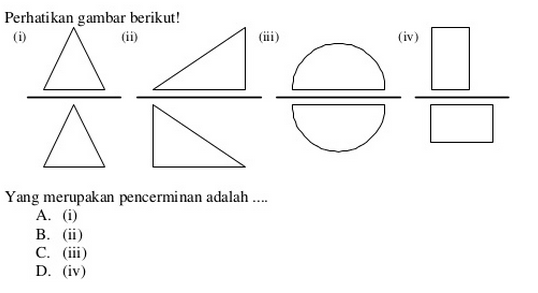 Perhatikan gambar berikut!
(i) (ii) (iii) (iv)
Yang merupakan pencerminan adalah ....
A. (i)
B. (ii)
C. (iii)
D. (iv)